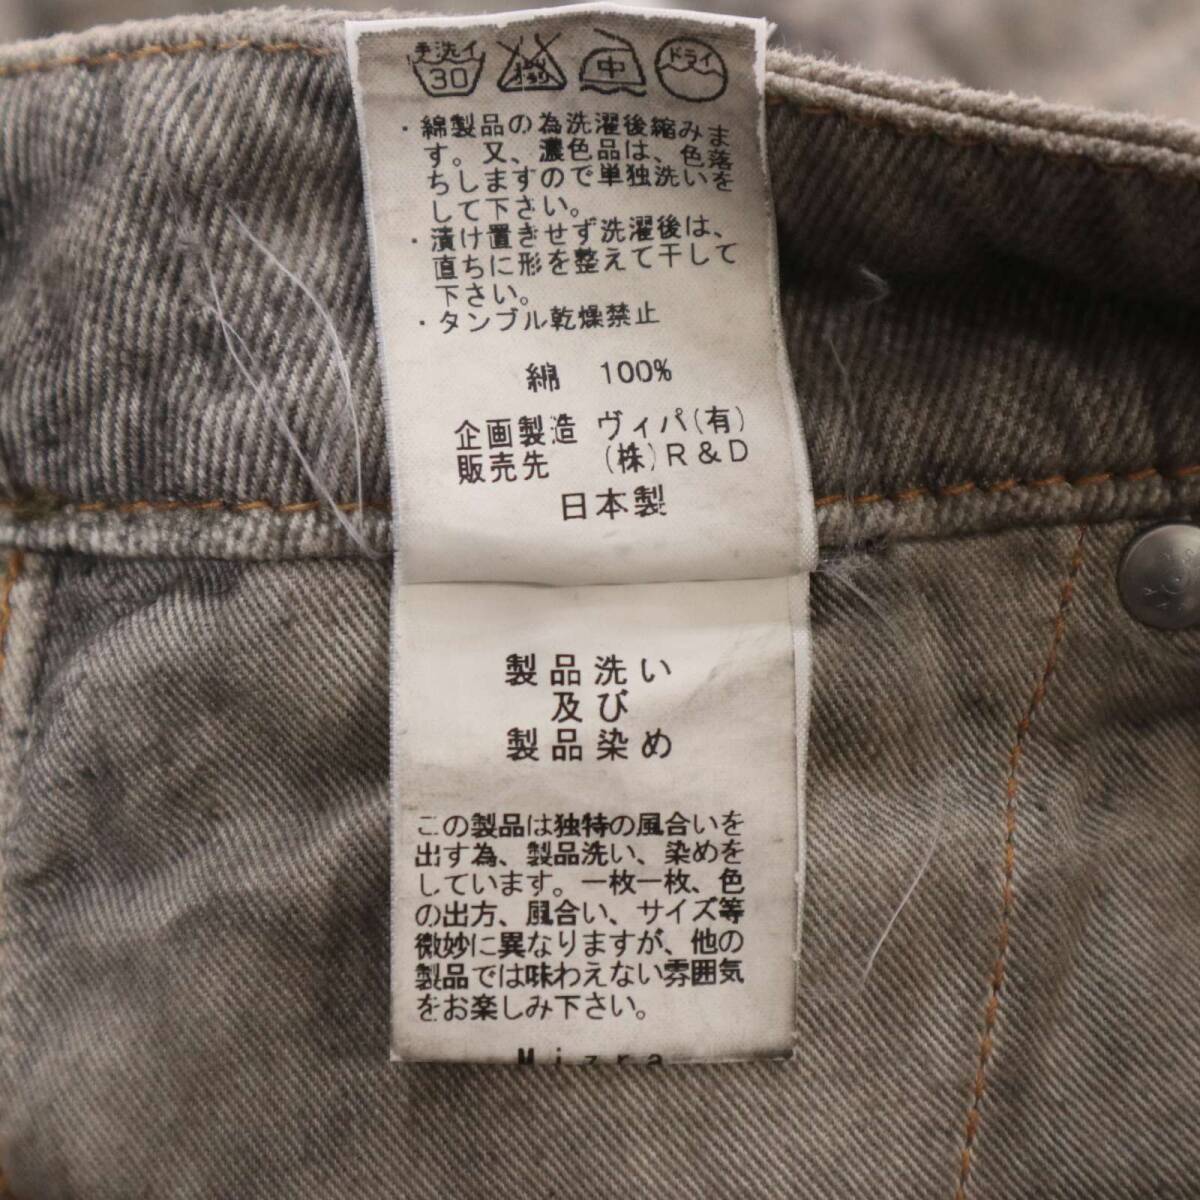 手洗イ 30 エンソサラシ 中 ドライ
・綿製品の為洗濯後縮みま
す。又、濃色品は、色落
ちしますので単独洗いを
して下さい。
・漬け置きせず洗濯後は、
直ちに形を整えて干して
下さい。
・タンブル乾燥禁止
綿 100%
企画製造 ヴィパ(有)
販売先 (株)R&D
日本製
製品洗い
及び
製品染め
この製品は独特の風合いを
出す為、製品洗い、染めを
しています。一枚一枚、色
の出方、風合い、サイズ等
微妙に異なりますが、他の
製品では味わえない雰囲気
をお楽しみ下さい。
Mizra